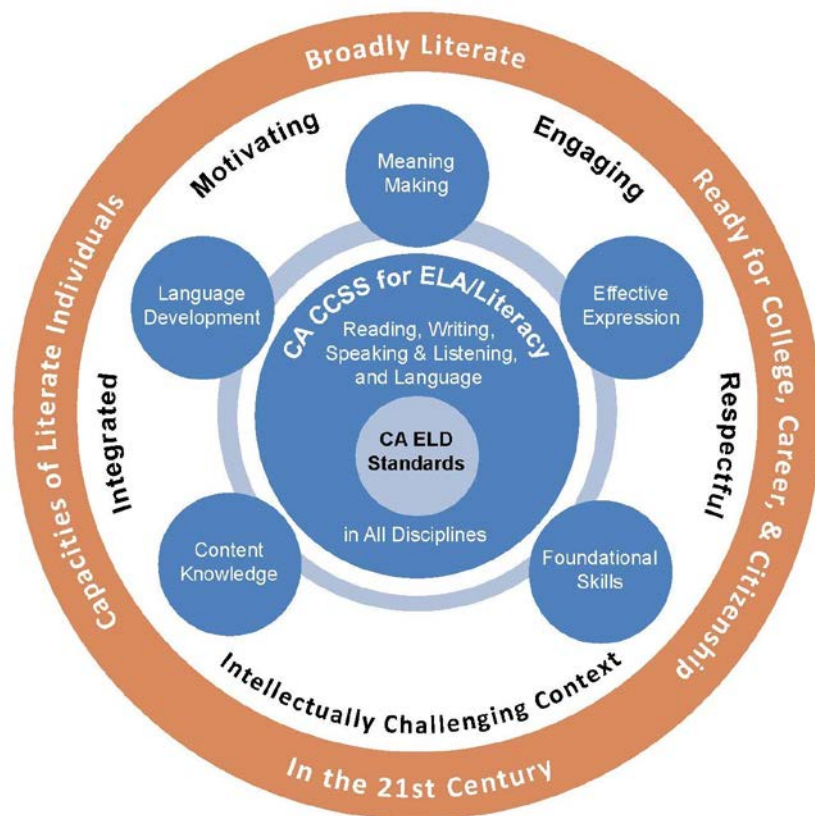 Broadly Literate
Ready for College, Career, & Citizenship
In the 21st Century
Capacities of Literate Individuals
Motivating
Engaging
Respectful
Intellectually Challenging Context
Integrated
Meaning
Making
Effective
Expression
Foundational
Skills
Content
Knowledge
Language
Development
CA CCSS for ELA/Literacy
Reading, Writing,
Speaking & Listening,
and Language
CA ELD
Standards
in All Disciplines